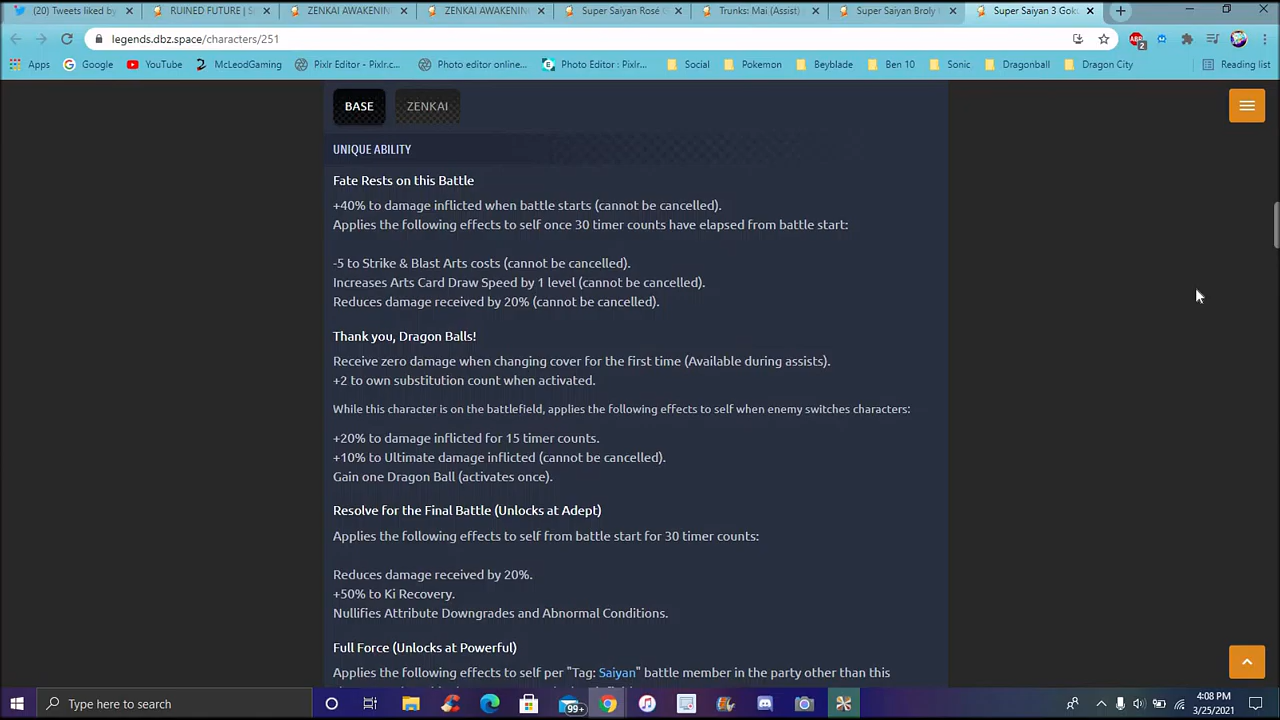 (20) Tweets liked by
RUINED FUTURE | S
ZENKAI AWAKENIN
ZENKAI AWAKENIN
Super Saiyan Rosé G
Trunks: Mai (Assist)
Super Saiyan Broly
Super Saiyan 3 Goku
legends.dbz.space/characters/251
ABP
2
Apps
Google
YouTube
McLeodGaming
Pixlr Editor - Pixlr.c...
Photo editor online...
Photo Editor : Pixlr...
Social
Pokemon
Beyblade
Ben 10
Sonic
Dragonball
Dragon City
Reading list
BASE
ZENKAI
UNIQUE ABILITY
Fate Rests on this Battle
+40% to damage inflicted when battle starts (cannot be cancelled).
Applies the following effects to self once 30 timer counts have elapsed from battle start:
-5 to Strike & Blast Arts costs (cannot be cancelled).
Increases Arts Card Draw Speed by 1 level (cannot be cancelled).
Reduces damage received by 20% (cannot be cancelled).
Thank you, Dragon Balls!
Receive zero damage when changing cover for the first time (Available during assists).
+2 to own substitution count when activated.
While this character is on the battlefield, applies the following effects to self when enemy switches characters:
+20% to damage inflicted for 15 timer counts.
+10% to Ultimate damage inflicted (cannot be cancelled).
Gain one Dragon Ball (activates once).
Resolve for the Final Battle (Unlocks at Adept)
Applies the following effects to self from battle start for 30 timer counts:
Reduces damage received by 20%.
+50% to Ki Recovery.
Nullifies Attribute Downgrades and Abnormal Conditions.
Full Force (Unlocks at Powerful)
Applies the following effects to self per "Tag: Saiyan" battle member in the party other than this
Type here to search
99+
4:08 PM
3/25/2021